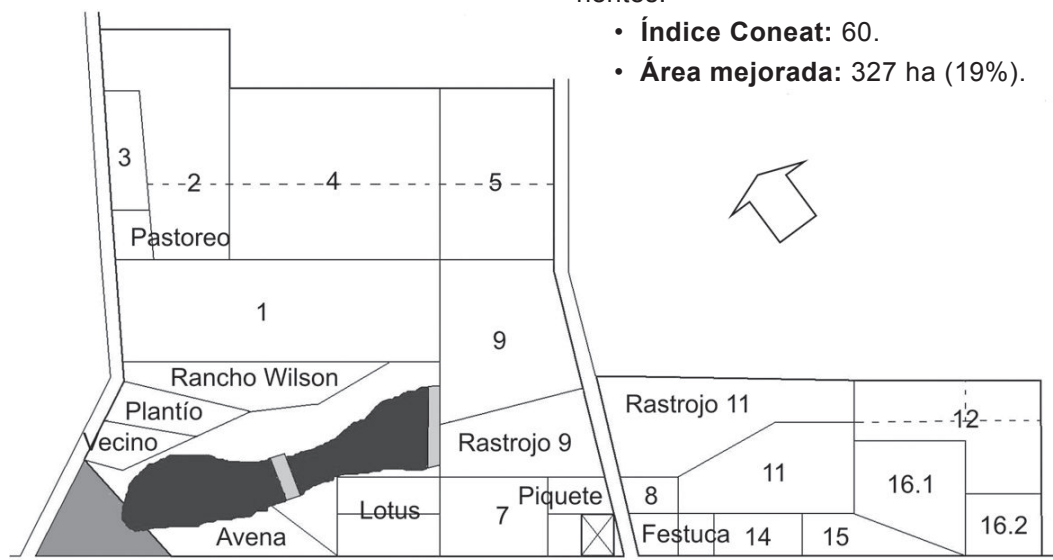 nentes.
• Índice Coneat: 60.
• Área mejorada: 327 ha (19%).
3
2
4
5
Pastoreo
1
9
Rancho Wilson
Plantío
Vecino
Rastrojo 9
Rastrojo 11
12
11
16.1
Lotus
7
Piquete
8
Avena
Festuca
14
15
16.2